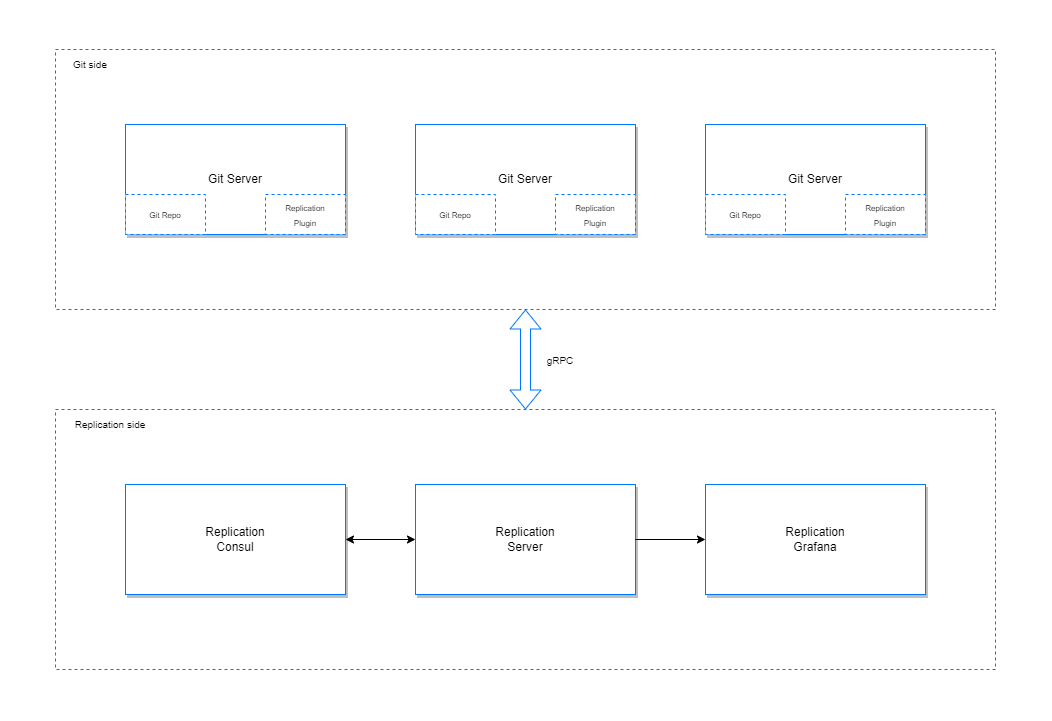 Git side
Git Server
Git Repo
Replication
Plugin
Git Server
Git Repo
Replication
Plugin
Git Server
Git Repo
Replication
Plugin
gRPC
Replication side
Replication
Consul
Replication
Server
Replication
Grafana